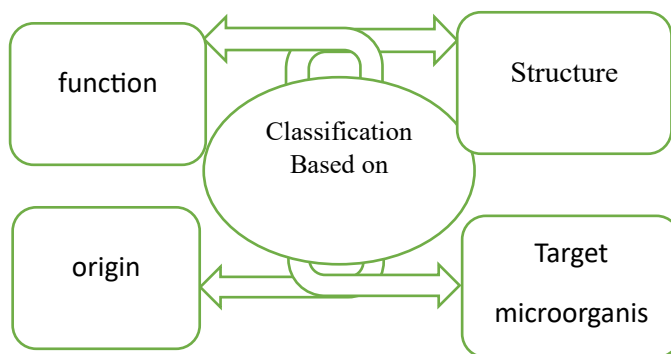 function
Structure
Classification
Based on
origin
Target
microorganis